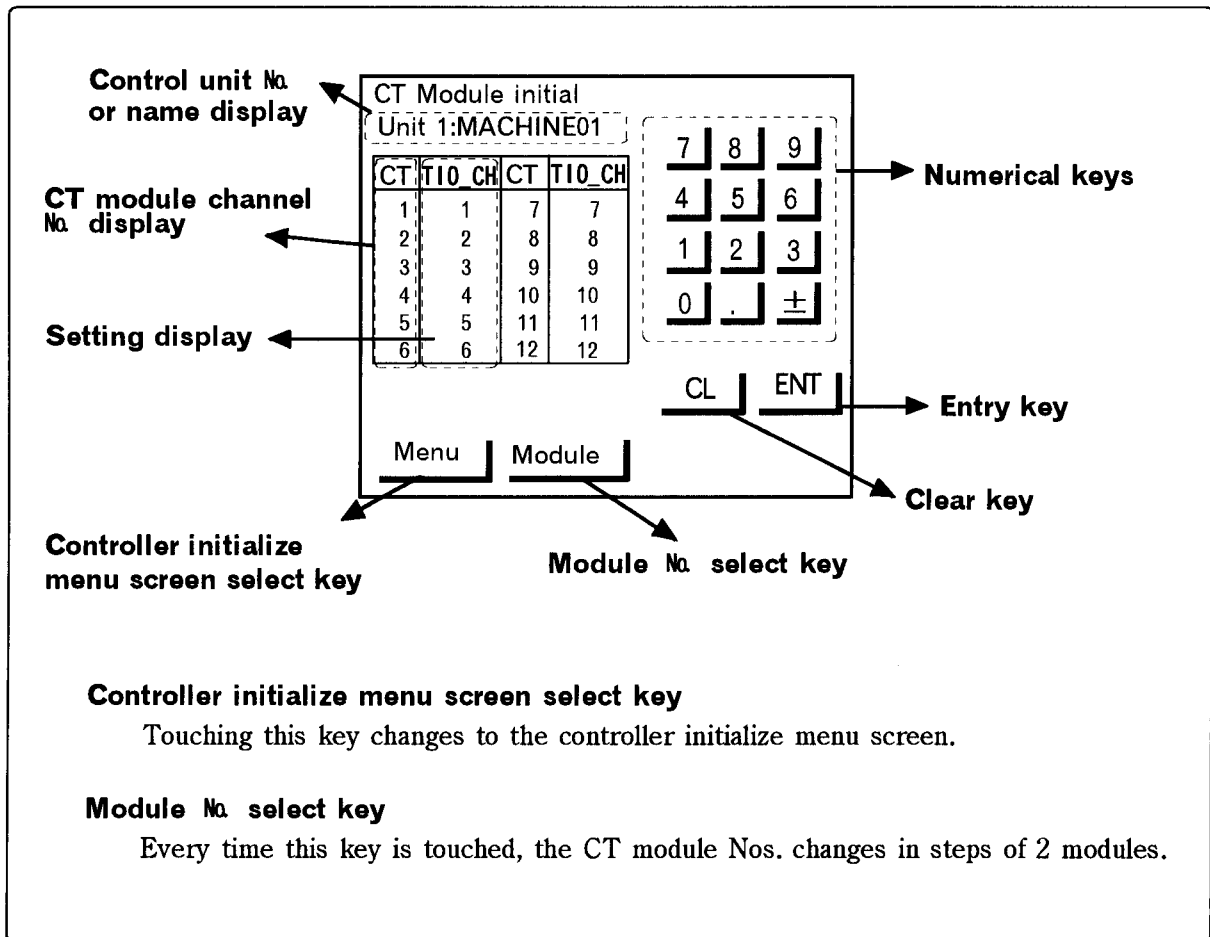 Control unit No.
or name display
CT Module initial
Unit 1:MACHINE01
CT TIO_CH CT TIO_CH
1 1 7 7
2 2 8 8
3 3 9 9
4 4 10 10
5 5 11 11
6 6 12 12
7 8 9
4 5 6
1 2 3
0 . ±
CL ENT
Menu Module
Numerical keys
CT module channel
No. display
Setting display
Entry key
Clear key
Controller initialize
menu screen select key
Module No. select key
Controller initialize menu screen select key
Touching this key changes to the controller initialize menu screen.
Module No. select key
Every time this key is touched, the CT module Nos. changes in steps of 2 modules.